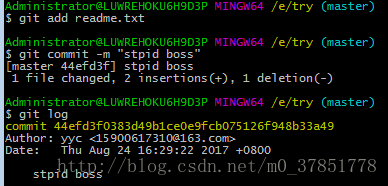 Administrator@LUWREHOKU6H9D3P MINGW64 /e/try (master)
$ git add readme.txt
Administrator@LUWREHOKU6H9D3P MINGW64 /e/try (master)
$ git commit -m "stpid boss"
[master 44efd3f] stpid boss
 1 file changed, 2 insertions(+), 1 deletion(-)
Administrator@LUWREHOKU6H9D3P MINGW64 /e/try (master)
$ git log
commit 44efd3f0383d49b1ce0e9fcb075126f948b33a49
Author: yyc <15900617310@163.com>
Date:   Thu Aug 24 16:29:22 2017 +0800
http://blog.csdn.net/m0_37851778
    stpid boss